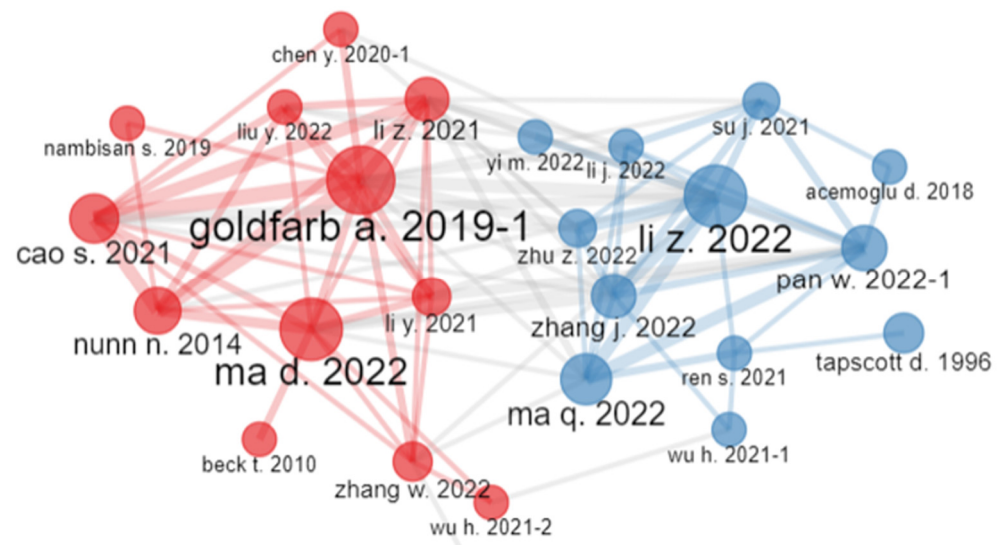 chen y. 2020-1
liu y. 2022
li z. 2021
su j. 2021
nambisan s. 2019
yi m. 2022
li j. 2022
acemoglu d. 2018
goldfarb a. 2019-1
cao s. 2021
zhu z. 2022
li z. 2022
pan w. 2022-1
nunn n. 2014
li y. 2021
zhang j. 2022
ma d. 2022
ren s. 2021
tapscott d. 1996
ma q. 2022
beck t. 2010
wu h. 2021-1
zhang w. 2022
wu h. 2021-2